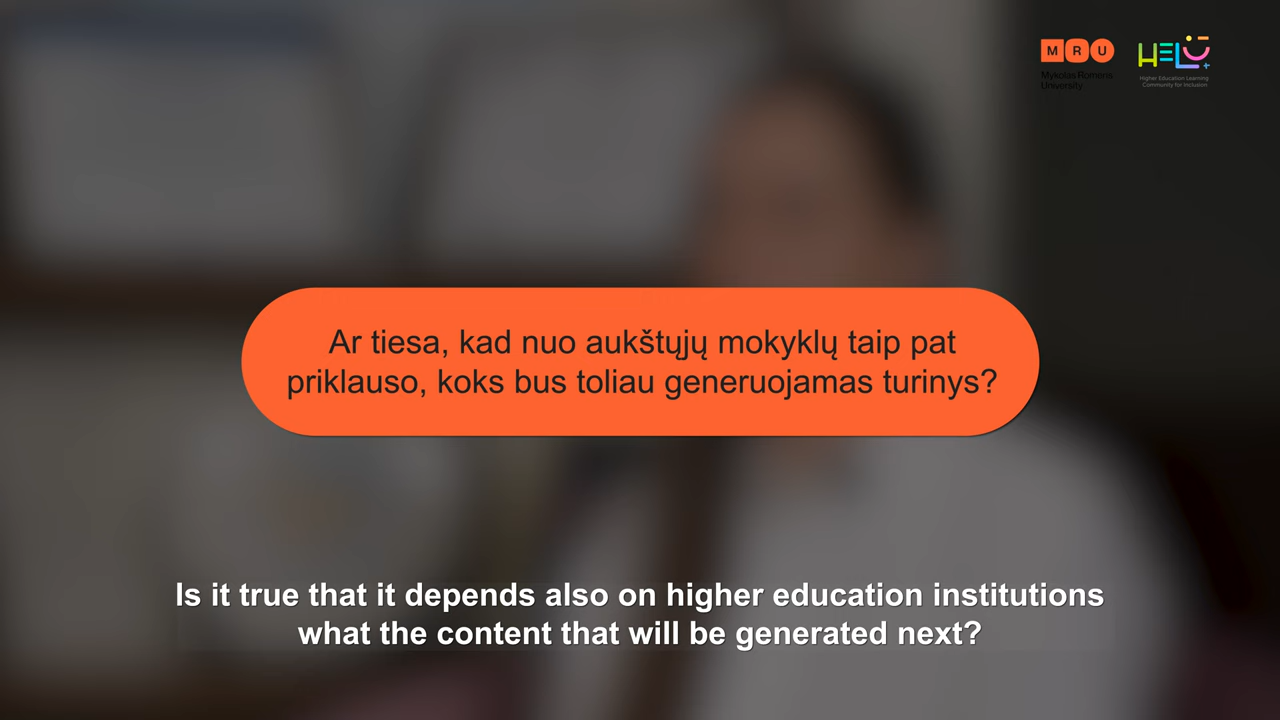 MRU
Mykolas Romeris
University
HELI
Higher Education Learning
Community for Inclusion
Ar tiesa, kad nuo aukštųjų mokyklų taip pat
priklauso, koks bus toliau generuojamas turinys?
Is it true that it depends also on higher education institutions
what the content that will be generated next?